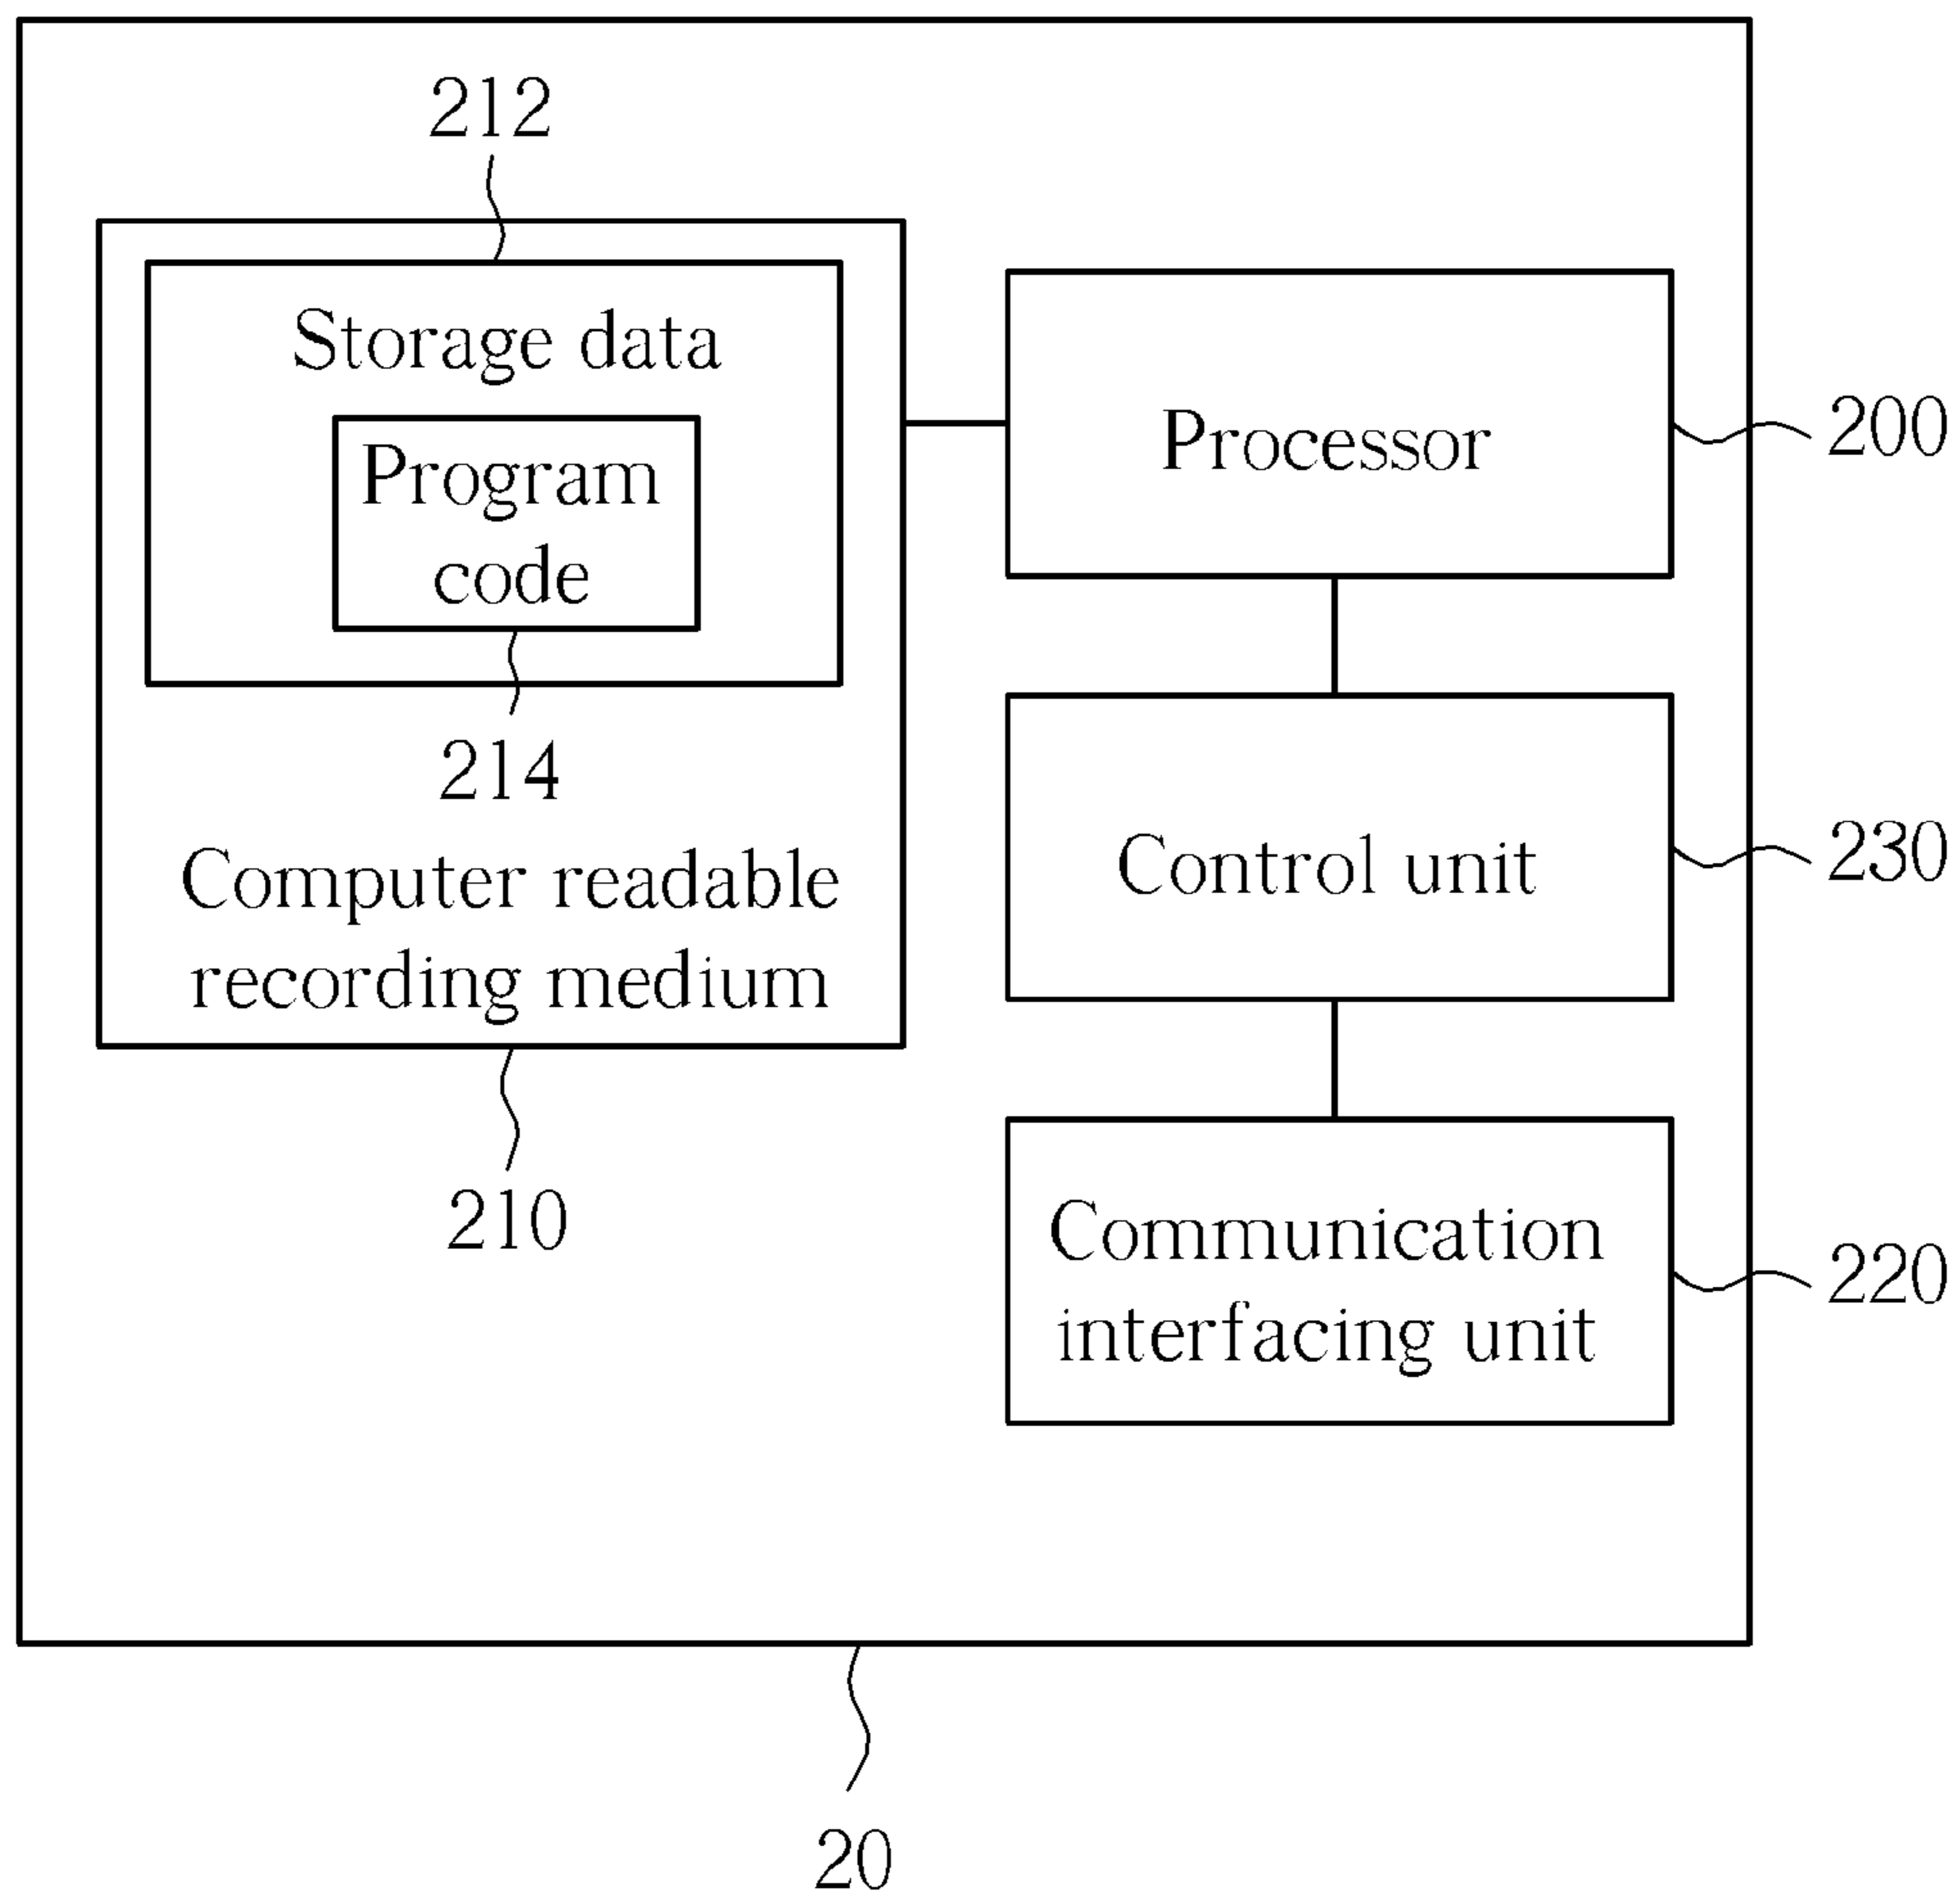 212
Storage data
Program
code
214
Computer readable
recording medium
210
Processor
200
Control unit
230
Communication
interfacing unit
220
20